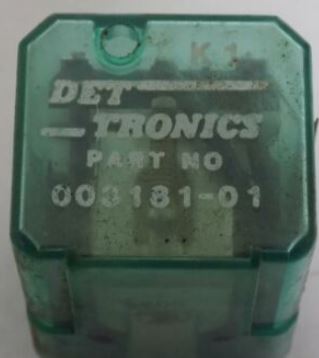 K1
DET
TRONICS
PART NO
003181-01